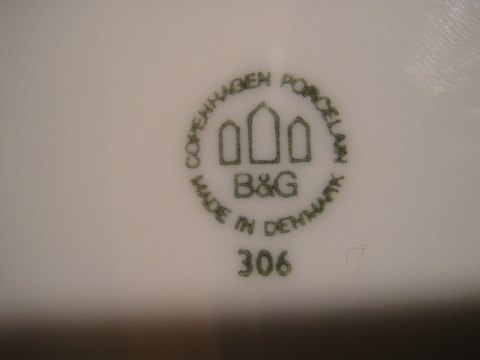 COPENHAGEN PORCELAIN
B&G
MADE IN DENMARK
306